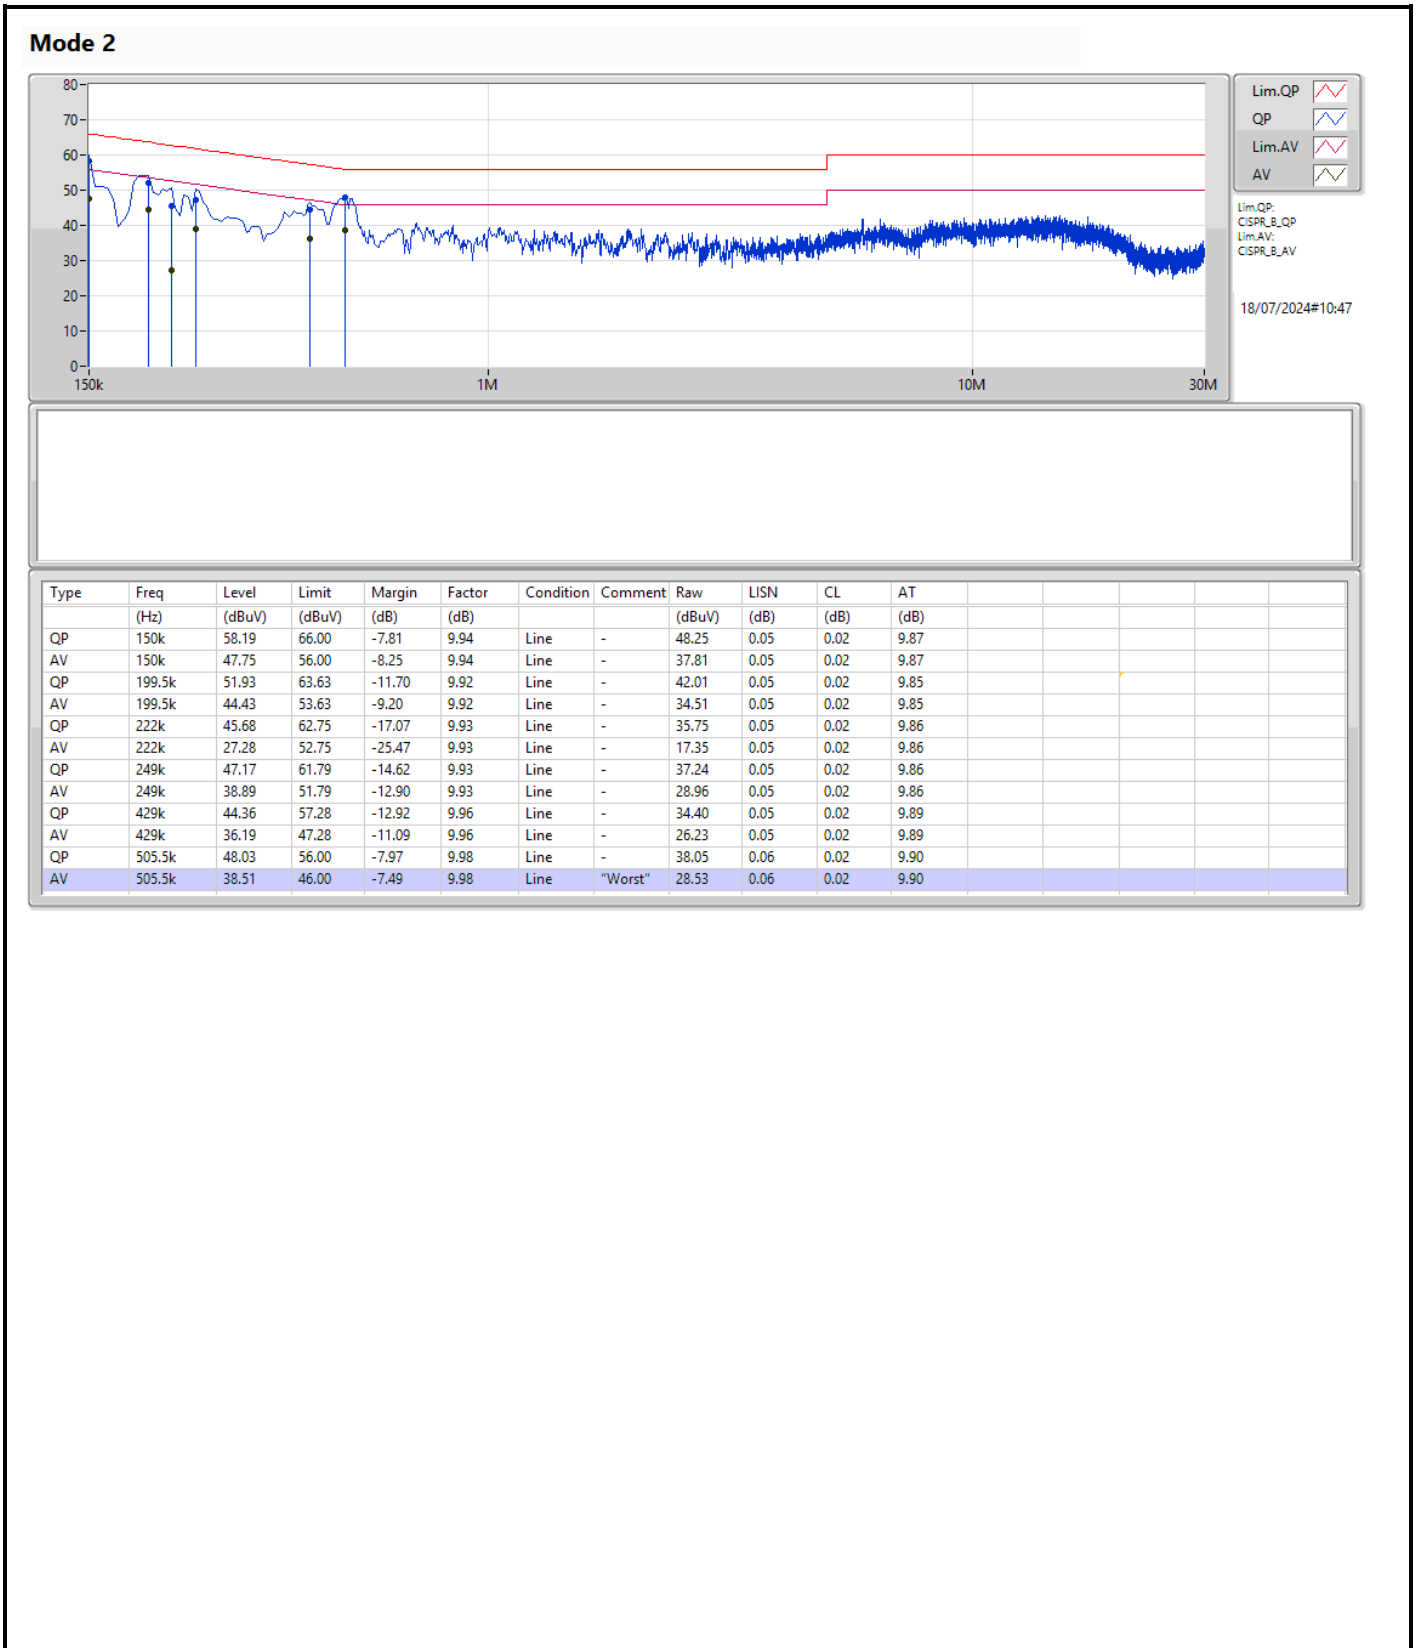 Mode 2
80
70
60
50
40
30
20
10
0
150k 1M 10M 30M
Lim.QP
QP
Lim.AV
AV
Lim.QP:
CISPR_B_QP
Lim.AV:
CISPR_B_AV
18/07/2024#10:47
Type Freq Level Limit Margin Factor Condition Comment Raw LISN CL AT
(Hz) (dBuV) (dBuV) (dB) (dB) (dBuV) (dB) (dB) (dB)
QP 150k 58.19 66.00 -7.81 9.94 Line - 48.25 0.05 0.02 9.87
AV 150k 47.75 56.00 -8.25 9.94 Line - 37.81 0.05 0.02 9.87
QP 199.5k 51.93 63.63 -11.70 9.92 Line - 42.01 0.05 0.02 9.85
AV 199.5k 44.43 53.63 -9.20 9.92 Line - 34.51 0.05 0.02 9.85
QP 222k 45.68 62.75 -17.07 9.93 Line - 35.75 0.05 0.02 9.86
AV 222k 27.28 52.75 -25.47 9.93 Line - 17.35 0.05 0.02 9.86
QP 249k 47.17 61.79 -14.62 9.93 Line - 37.24 0.05 0.02 9.86
AV 249k 38.89 51.79 -12.90 9.93 Line - 28.96 0.05 0.02 9.86
QP 429k 44.36 57.28 -12.92 9.96 Line - 34.40 0.05 0.02 9.89
AV 429k 36.19 47.28 -11.09 9.96 Line - 26.23 0.05 0.02 9.89
QP 505.5k 48.03 56.00 -7.97 9.98 Line - 38.05 0.06 0.02 9.90
AV 505.5k 38.51 46.00 -7.49 9.98 Line "Worst" 28.53 0.06 0.02 9.90